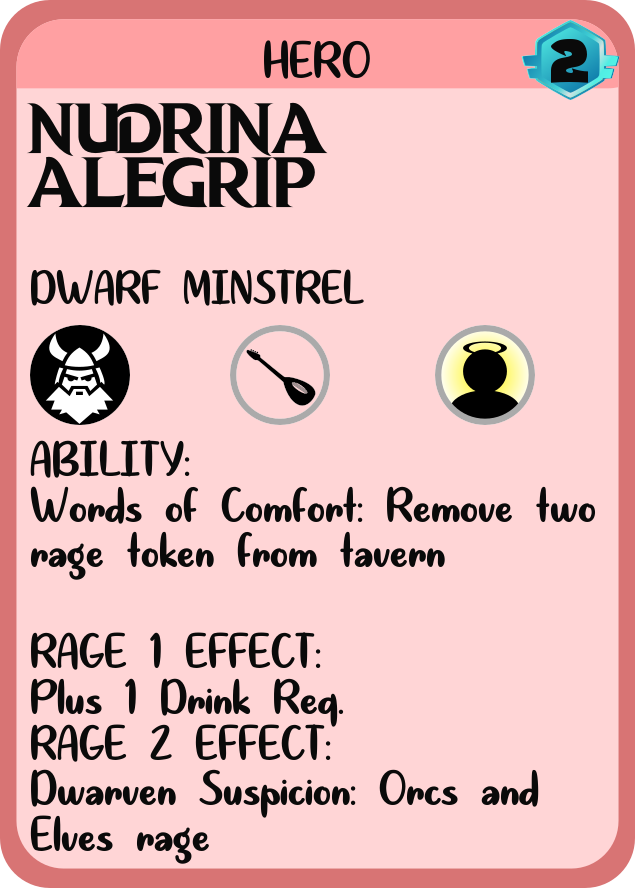 HERO
2
NUDRINA
ALEGRIP
DWARF MINSTREL
ABILITY:
Words of Comfort: Remove two
rage token from tavern
RAGE 1 EFFECT:
Plus 1 Drink Req.
RAGE 2 EFFECT:
Dwarven Suspicion: Orcs and
Elves rage